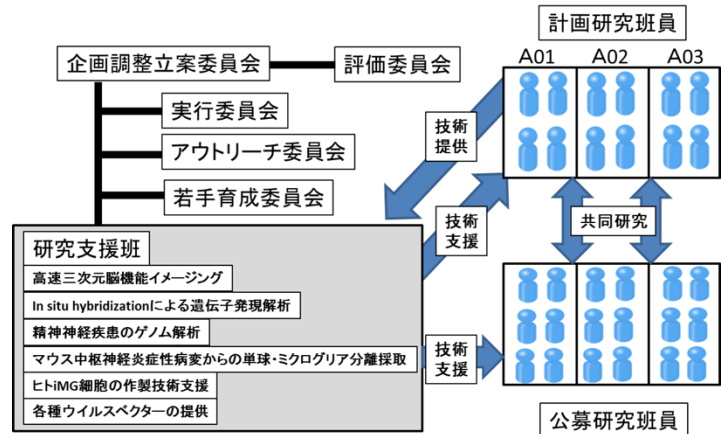 計画研究班員
A01 A02 A03
企画調整立案委員会
評価委員会
実行委員会
アウトリーチ委員会
若手育成委員会
技術
提供
技術
支援
共同研究
研究支援班
高速三次元脳機能イメージング
In situ hybridizationによる遺伝子発現解析
精神神経疾患のゲノム解析
マウス中枢神経炎症性病変からの単球・ミクログリア分離採取
ヒトiMG細胞の作製技術支援
各種ウイルスベクターの提供
技術
支援
公募研究班員